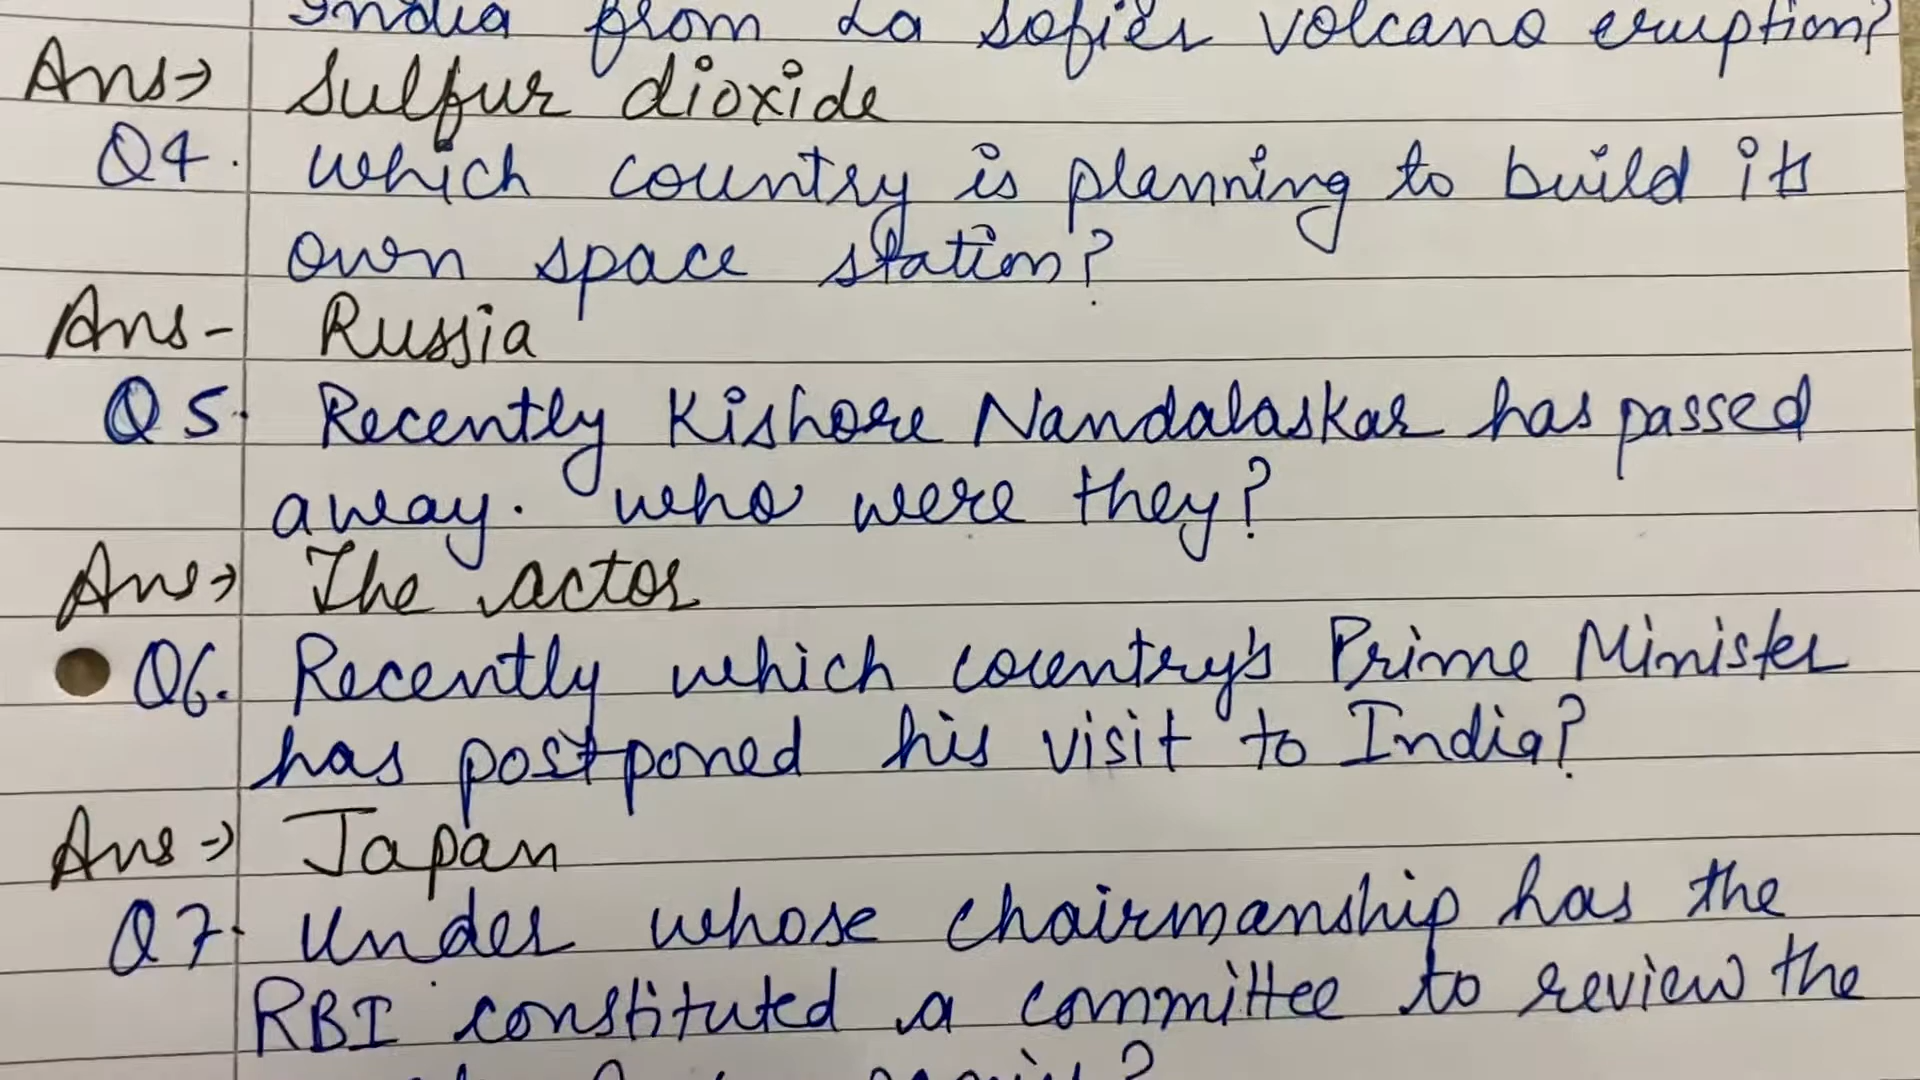 India from La Sofier volcano eruption?
Ans→ Sulfur dioxide
Q4. which country is planning to build its
own space station?
Ans- Russia
Q5. Recently Kishore Nandalaskar has passed
away. who were they?
Ans→ The actor
Q6. Recently which country's Prime Minister
has postponed his visit to India?
Ans→ Japan
Q7. Under whose chairmanship has the
RBI constituted a committee to review the